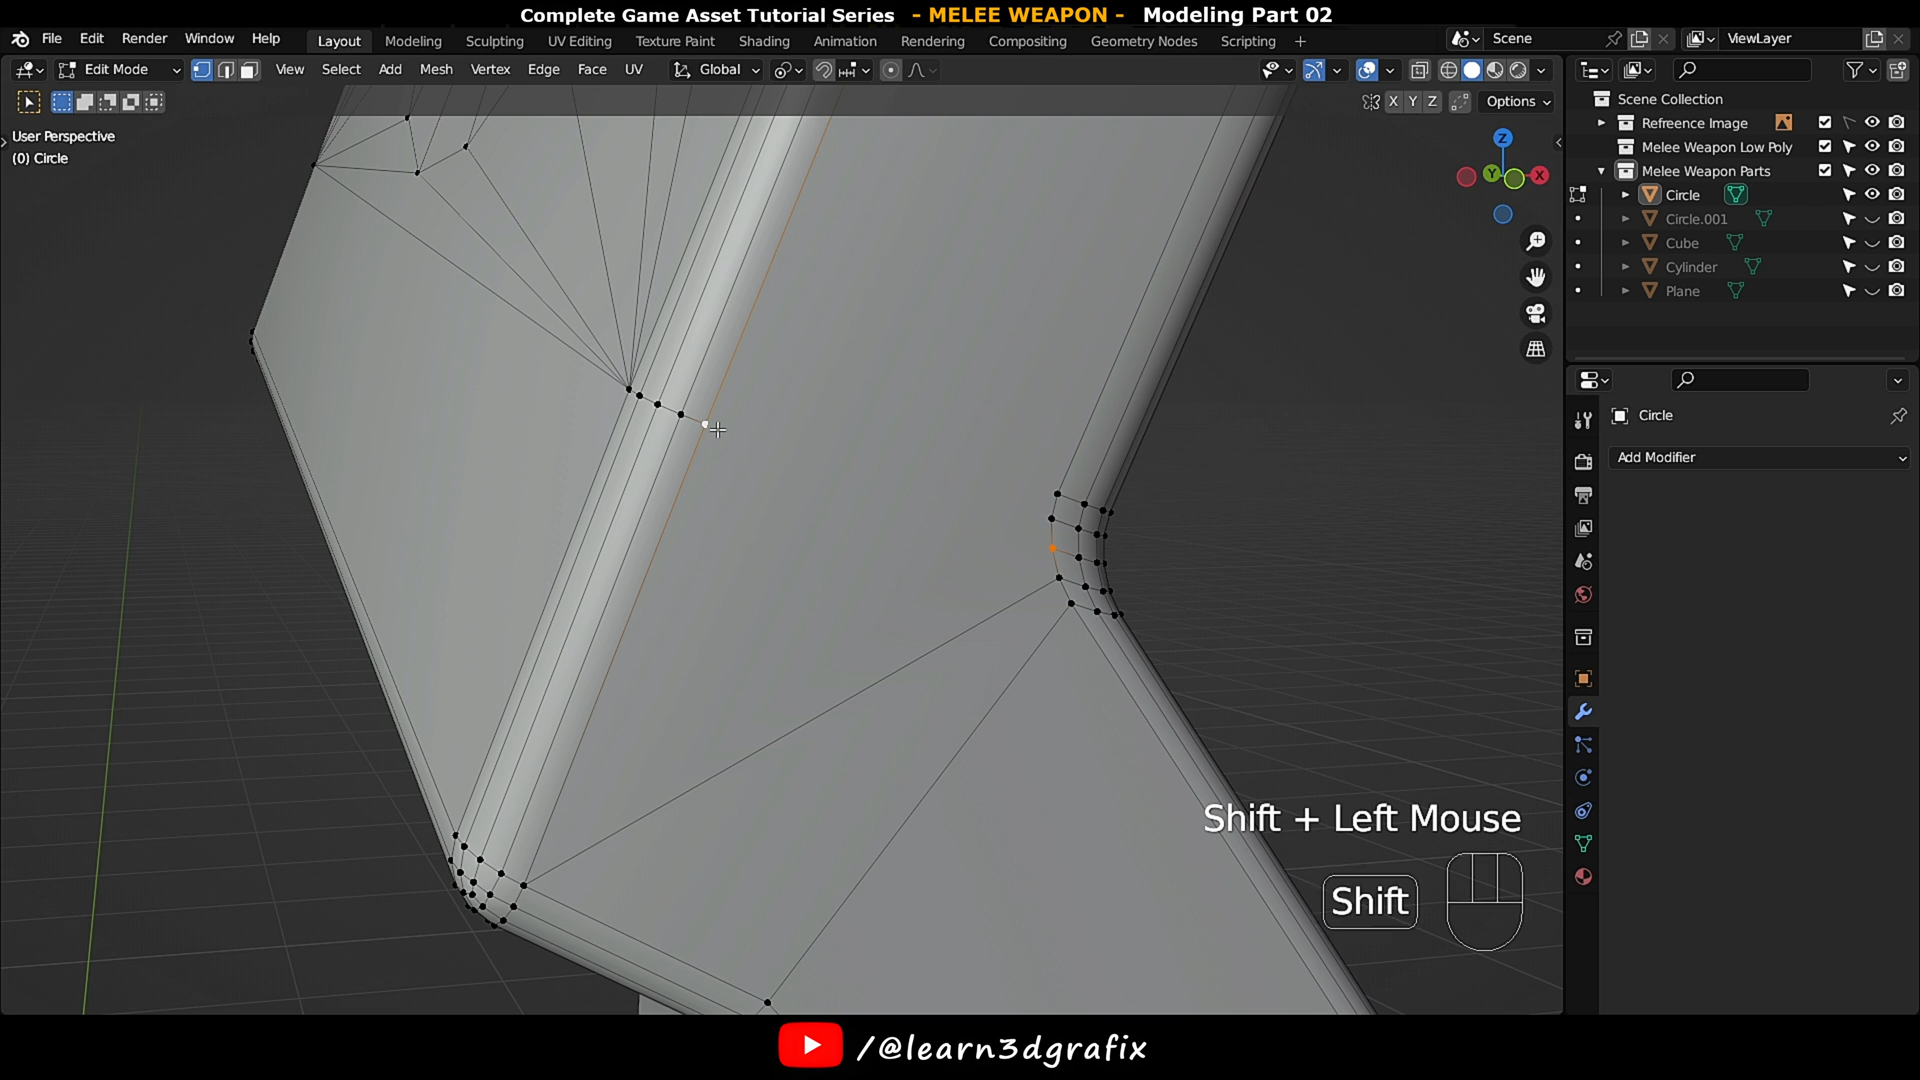 Complete Game Asset Tutorial Series - MELEE WEAPON - Modeling Part 02
File Edit Render Window Help Layout Modeling Sculpting UV Editing Texture Paint Shading Animation Rendering Compositing Geometry Nodes Scripting + Scene ViewLayer
Edit Mode View Select Add Mesh Vertex Edge Face UV Global
X Y Z Options
User Perspective
(0) Circle
Z
Y
X
Scene Collection
Refreence Image
Melee Weapon Low Poly
Melee Weapon Parts
Circle
Circle.001
Cube
Cylinder
Plane
Circle
Add Modifier
Shift + Left Mouse
Shift
/@learn3dgrafix